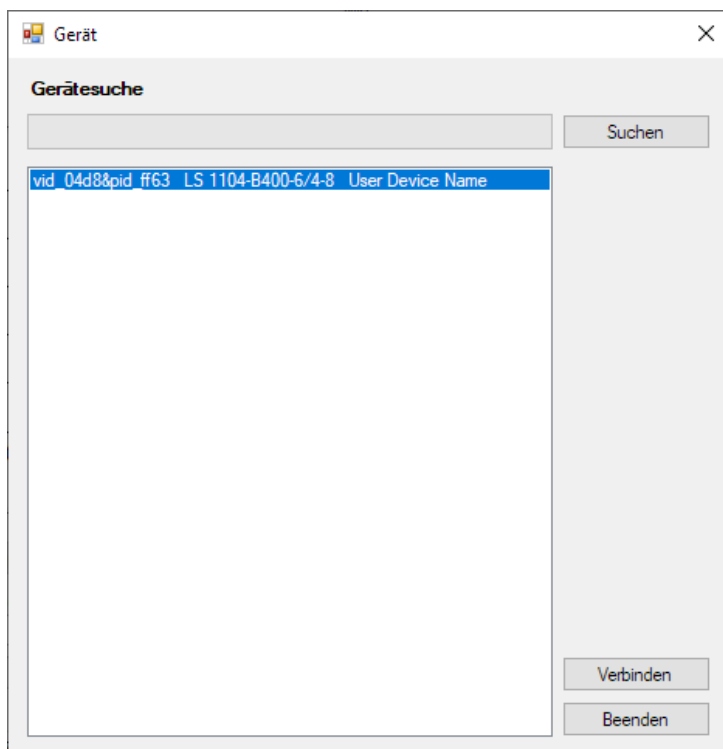 Gerät
Gerätesuche
Suchen
vid_04d8&pid_ff63 LS 1104-B400-6/4-8 User Device Name
Verbinden
Beenden